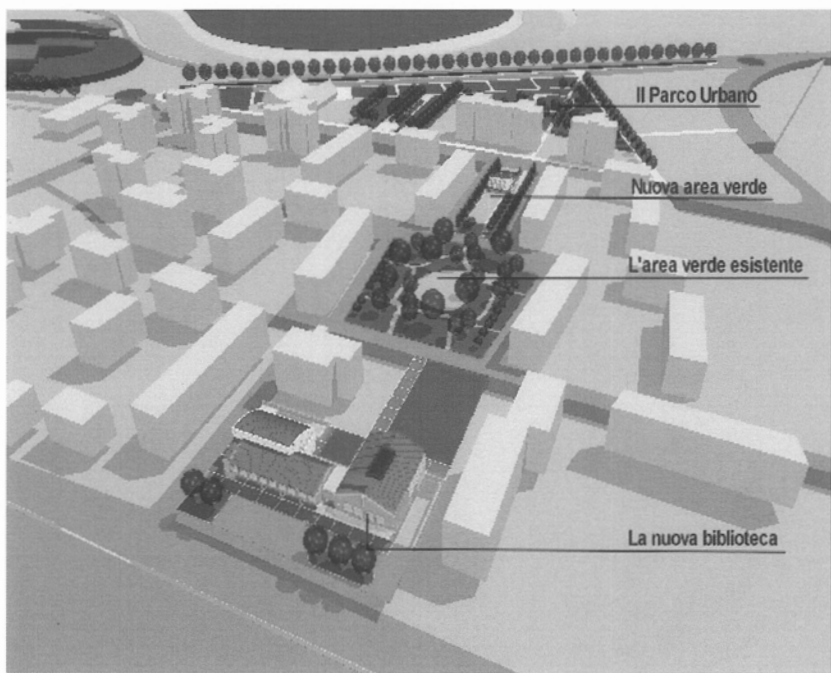 Il Parco Urbano
Nuova area verde
L'area verde esistente
La nuova biblioteca